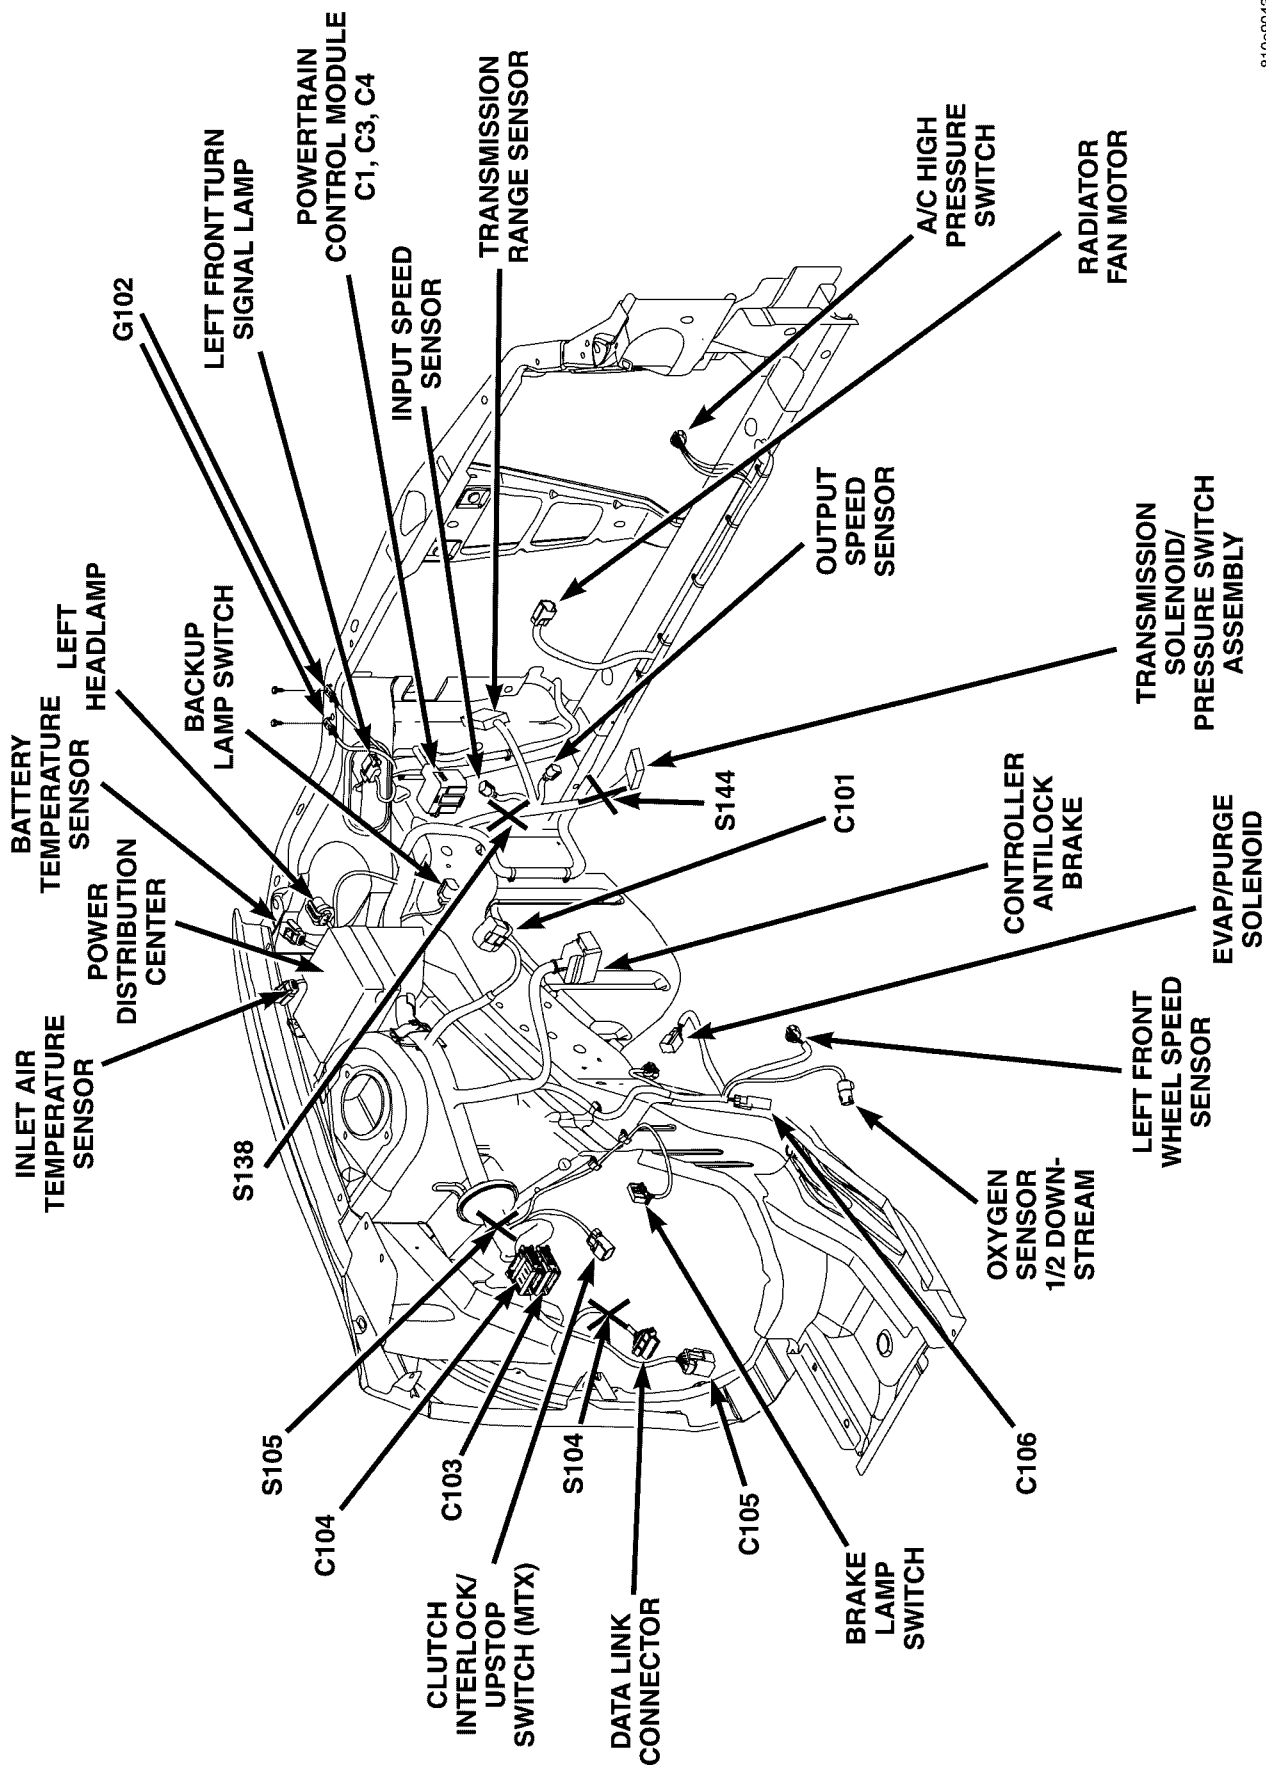 BATTERY
TEMPERATURE
SENSOR
INLET AIR
TEMPERATURE
SENSOR
POWER
DISTRIBUTION
CENTER
LEFT
HEADLAMP
G102
BACKUP
LAMP SWITCH
LEFT FRONT TURN
SIGNAL LAMP
S138
S105
POWERTRAIN
CONTROL MODULE
C1, C3, C4
C104
INPUT SPEED
SENSOR
CLUTCH
INTERLOCK/
UPSTOP
SWITCH (MTX)
C103
TRANSMISSION
RANGE SENSOR
S104
DATA LINK
CONNECTOR
S144
C105
OUTPUT
SPEED
SENSOR
C101
BRAKE
LAMP
SWITCH
A/C HIGH
PRESSURE
SWITCH
OXYGEN
SENSOR
1/2 DOWN-
STREAM
CONTROLLER
ANTILOCK
BRAKE
C106
RADIATOR
FAN MOTOR
LEFT FRONT
WHEEL SPEED
SENSOR
TRANSMISSION
SOLENOID/
PRESSURE SWITCH
ASSEMBLY
EVAP/PURGE
SOLENOID